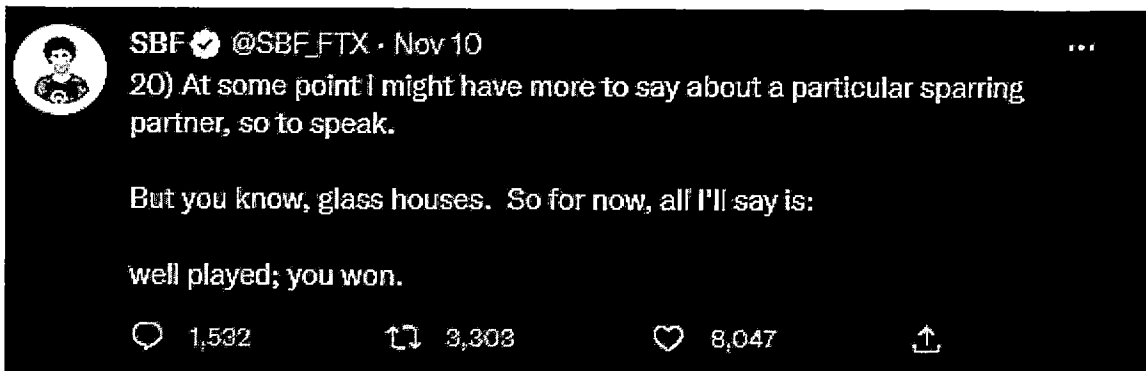 SBF @SBF_FTX · Nov 10
20) At some point I might have more to say about a particular sparring
partner, so to speak.
But you know, glass houses.  So for now, all I'll say is:
well played; you won.
1,532 3,303 8,047